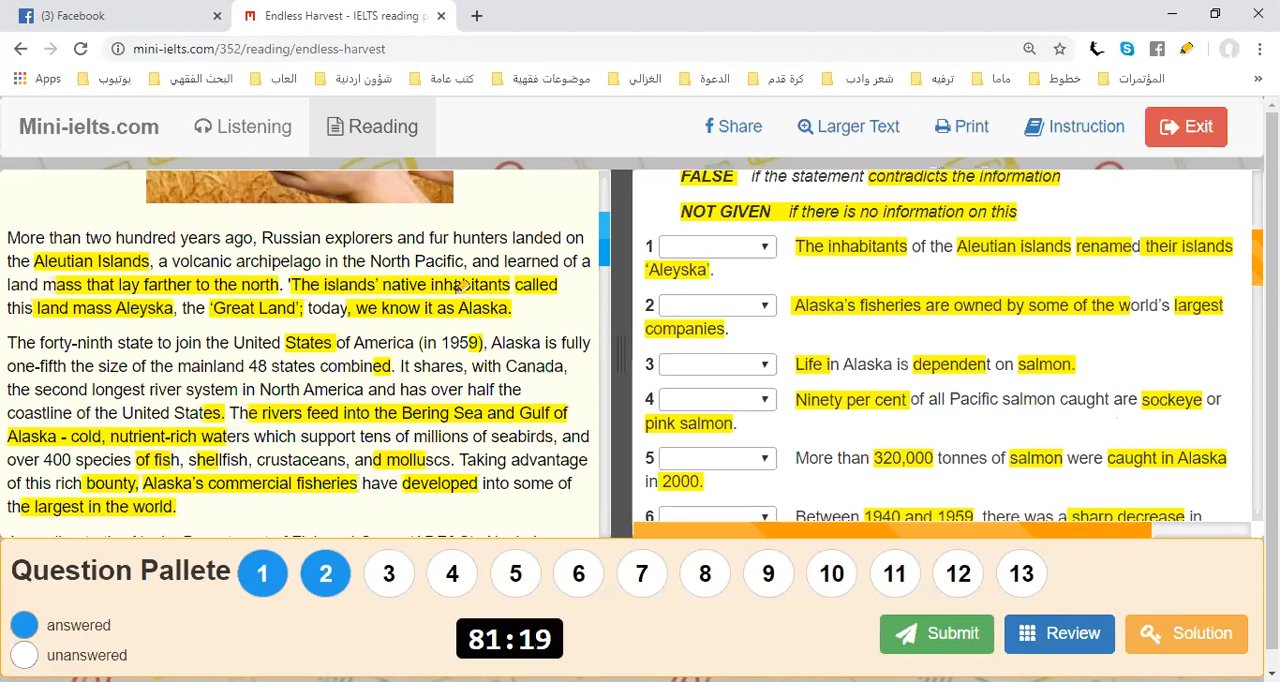 (3) Facebook
Endless Harvest - IELTS reading p
mini-ielts.com/352/reading/endless-harvest
Apps يوتيوب البحث الفقهي العاب شؤون اردنية كتب عامة موضوعات فقهية الغزالي الدعوة كرة قدم شعر وادب ترفيه ماما خطوط المؤتمرات »
Mini-ielts.com Listening Reading Share Larger Text Print Instruction Exit
More than two hundred years ago, Russian explorers and fur hunters landed on
the Aleutian Islands, a volcanic archipelago in the North Pacific, and learned of a
land mass that lay farther to the north. 'The islands' native inhabitants called
this land mass Aleyska, the 'Great Land'; today, we know it as Alaska.
The forty-ninth state to join the United States of America (in 1959), Alaska is fully
one-fifth the size of the mainland 48 states combined. It shares, with Canada,
the second longest river system in North America and has over half the
coastline of the United States. The rivers feed into the Bering Sea and Gulf of
Alaska - cold, nutrient-rich waters which support tens of millions of seabirds, and
over 400 species of fish, shellfish, crustaceans, and molluscs. Taking advantage
of this rich bounty, Alaska's commercial fisheries have developed into some of
the largest in the world.
FALSE if the statement contradicts the information
NOT GIVEN if there is no information on this
1 The inhabitants of the Aleutian islands renamed their islands
'Aleyska'.
2 Alaska's fisheries are owned by some of the world's largest
companies.
3 Life in Alaska is dependent on salmon.
4 Ninety per cent of all Pacific salmon caught are sockeye or
pink salmon.
5 More than 320,000 tonnes of salmon were caught in Alaska
in 2000.
6 Between 1940 and 1959, there was a sharp decrease in
Question Pallete 1 2 3 4 5 6 7 8 9 10 11 12 13
answered
unanswered
81:19
Submit Review Solution